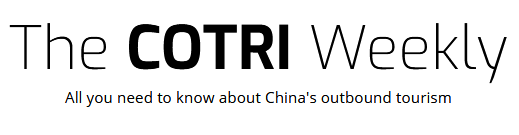 The COTRI Weekly
All you need to know about China's outbound tourism